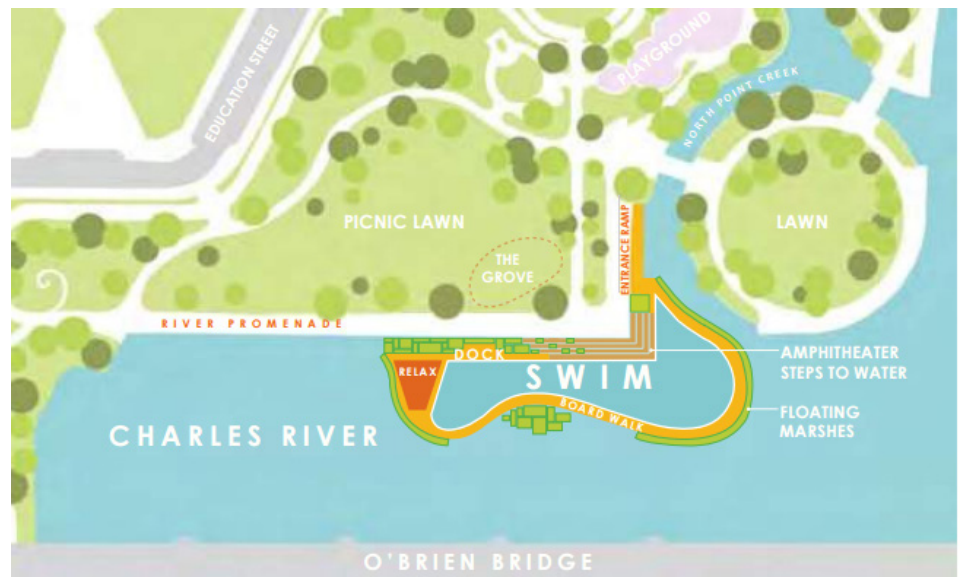 EDUCATION STREET
PLAYGROUND
NORTH POINT CREEK
PICNIC LAWN
ENTRANCE RAMP
LAWN
THE
GROVE
RIVER PROMENADE
DOCK
RELAX
SWIM
AMPHITHEATER
STEPS TO WATER
BOARD WALK
FLOATING
MARSHES
CHARLES RIVER
O'BRIEN BRIDGE